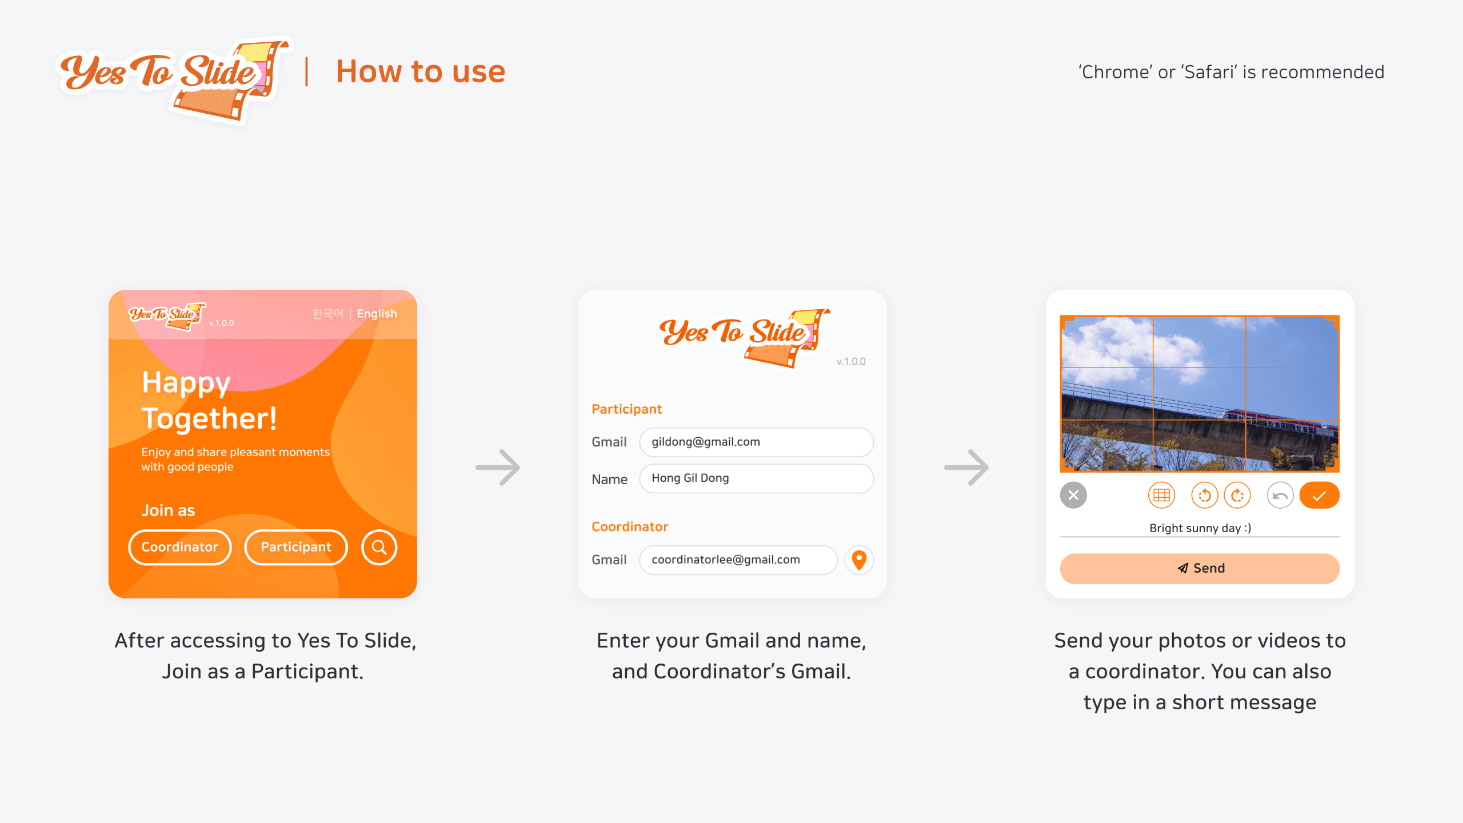 Yes To Slide
How to use
‘Chrome’ or ‘Safari’ is recommended
Yes To Slide
v.1.0.0
한국어 | English
Happy
Together!
Enjoy and share pleasant moments
with good people
Join as
Coordinator
Participant
After accessing to Yes To Slide,
Join as a Participant.
Yes To Slide
v.1.0.0
Participant
Gmail gildong@gmail.com
Name Hong Gil Dong
Coordinator
Gmail coordinatorlee@gmail.com
Enter your Gmail and name,
and Coordinator’s Gmail.
Bright sunny day :)
Send
Send your photos or videos to
a coordinator. You can also
type in a short message